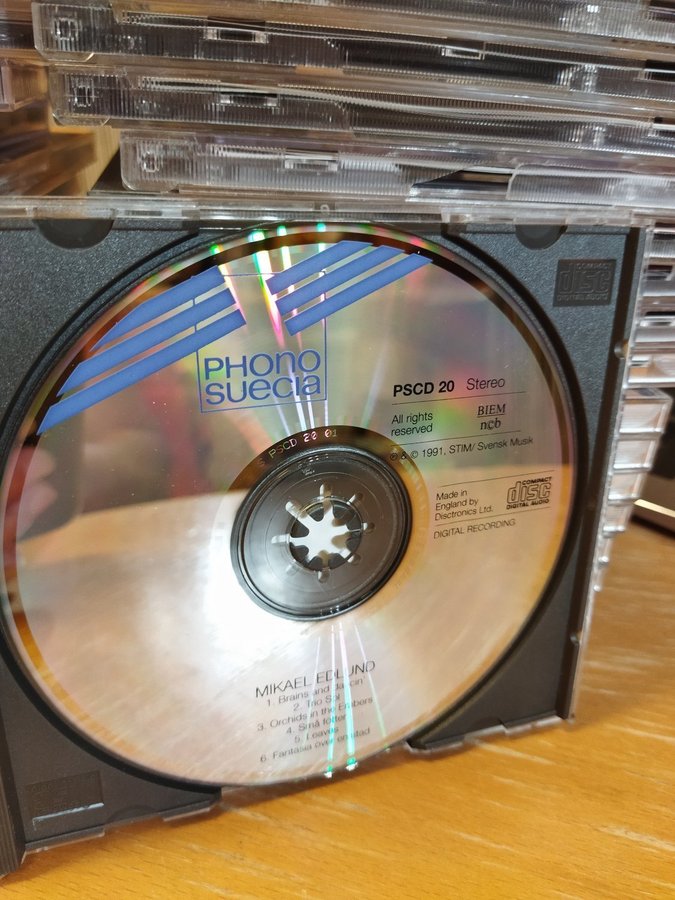 COMPACT
disc
DIGITAL AUDIO
PHONO
suecia
PSCD 20 Stereo
All rights
reserved
BIEM
ncb
℗ & © 1991, STIM/ Svensk Musik
PSCD 20 01
Made in
England by
Disctronics Ltd.
COMPACT
disc
DIGITAL AUDIO
DIGITAL RECORDING
MIKAEL EDLUND
1. Brains and dancin'
2. Trio Sol
3. Orchids in the Embers
4. Små fötter
5. Leaves
6. Fantasia över en stad